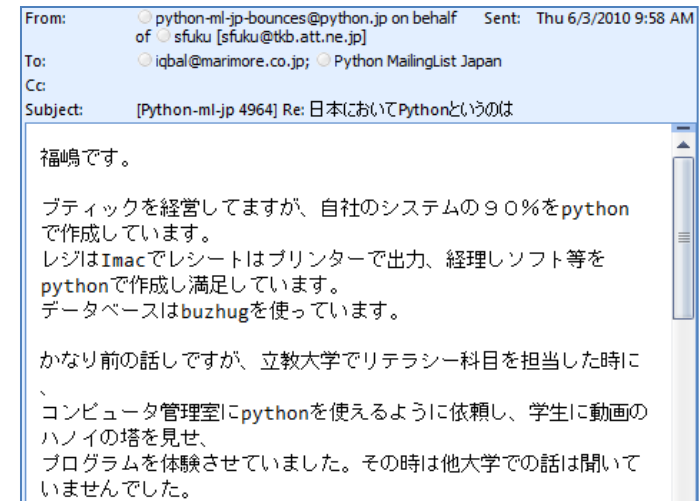 From: python-ml-jp-bounces@python.jp on behalf Sent: Thu 6/3/2010 9:58 AM
of sfuku [sfuku@tkb.att.ne.jp]
To: iqbal@marimore.co.jp; Python MailingList Japan
Cc:
Subject: [Python-ml-jp 4964] Re: 日本においてPythonというのは
福嶋です。
ブティックを経営してますが、自社のシステムの９０％をpython
で作成しています。
レジはImacでレシートはプリンターで出力、経理しソフト等を
pythonで作成し満足しています。
データベースはbuzhugを使っています。
かなり前の話しですが、立教大学でリテラシー科目を担当した時に
、
コンピュータ管理室にpythonを使えるように依頼し、学生に動画の
ハノイの塔を見せ、
プログラムを体験させていました。その時は他大学での話は聞いて
いませんでした。